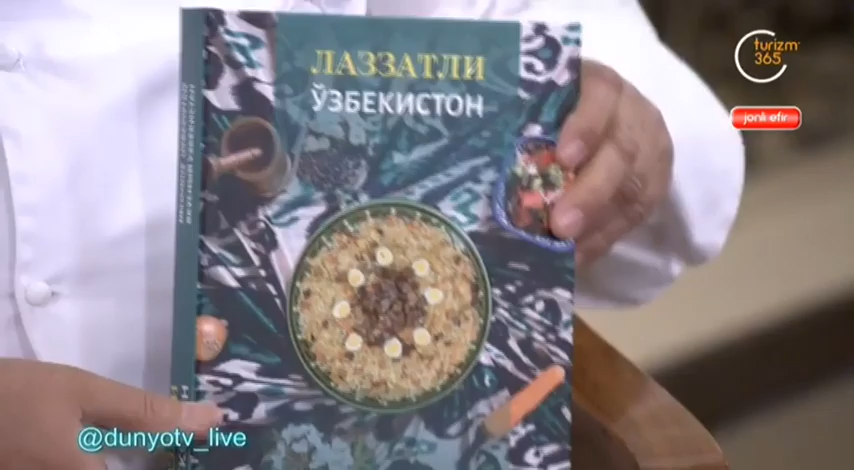 ЛАЗЗАТЛИ
ЎЗБЕКИСТОН
turizm
365
jonli efir
@dunyotv_live